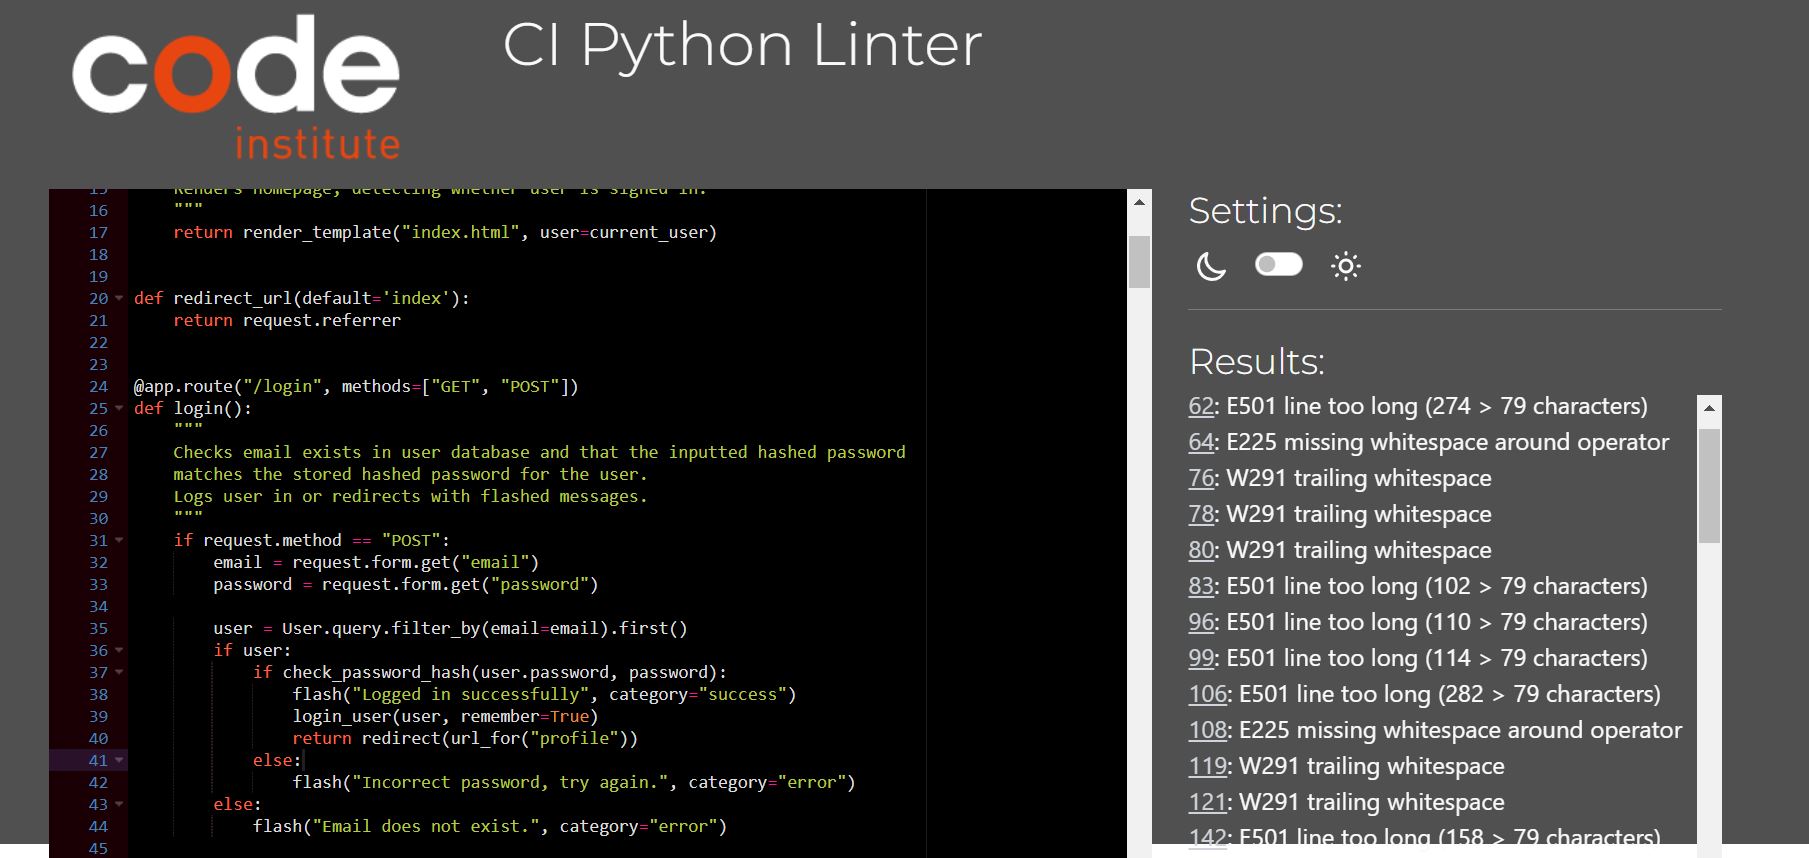 code
institute
CI Python Linter
15 Renders homepage, detecting whether user is signed in.
16 """
17 return render_template("index.html", user=current_user)
18
19
20 def redirect_url(default='index'):
21 return request.referrer
22
23
24 @app.route("/login", methods=["GET", "POST"])
25 def login():
26 """
27 Checks email exists in user database and that the inputted hashed password
28 matches the stored hashed password for the user.
29 Logs user in or redirects with flashed messages.
30 """
31 if request.method == "POST":
32 email = request.form.get("email")
33 password = request.form.get("password")
34
35 user = User.query.filter_by(email=email).first()
36 if user:
37 if check_password_hash(user.password, password):
38 flash("Logged in successfully", category="success")
39 login_user(user, remember=True)
40 return redirect(url_for("profile"))
41 else:
42 flash("Incorrect password, try again.", category="error")
43 else:
44 flash("Email does not exist.", category="error")
45
Settings:
Results:
62: E501 line too long (274 > 79 characters)
64: E225 missing whitespace around operator
76: W291 trailing whitespace
78: W291 trailing whitespace
80: W291 trailing whitespace
83: E501 line too long (102 > 79 characters)
96: E501 line too long (110 > 79 characters)
99: E501 line too long (114 > 79 characters)
106: E501 line too long (282 > 79 characters)
108: E225 missing whitespace around operator
119: W291 trailing whitespace
121: W291 trailing whitespace
142: E501 line too long (158 > 79 characters)